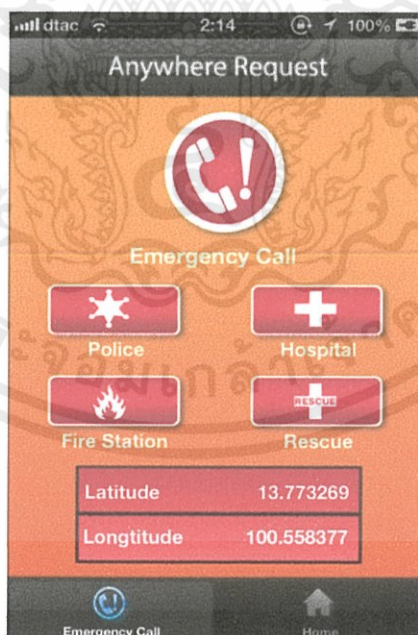 dtac 2:14 100%
Anywhere Request
Emergency Call
Police Hospital
RESCUE
Fire Station Rescue
Latitude 13.773269
Longtitude 100.558377
Emergency Call Home